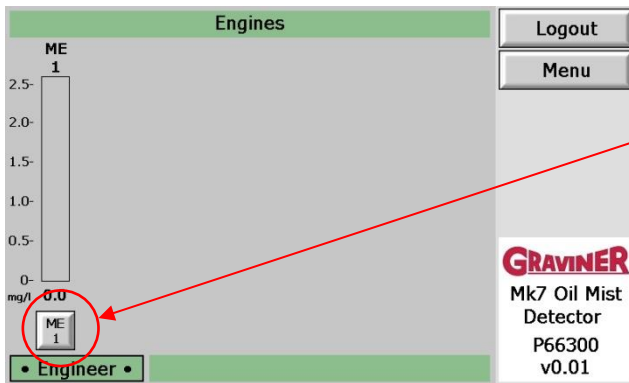 Engines
Logout
Menu
ME
1
2.5-
2.0-
1.5-
1.0-
0.5-
0-
mg/l 0.0
ME
1
• Engineer •
GRAVINER
Mk7 Oil Mist
Detector
P66300
v0.01